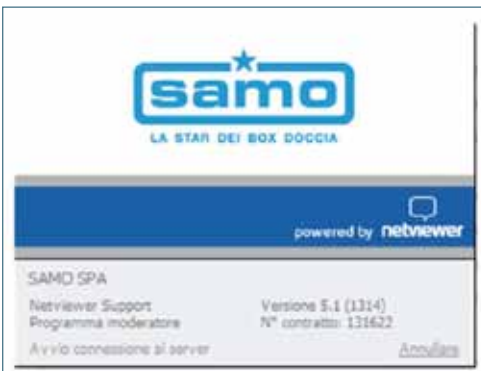 samo
LA STAR DEI BOX DOCCIA
powered by netviewer
SAMO SPA
Netviewer Support
Versione 5.1 (1314)
Programma moderatore
N° contratto: 131622
Avvio connessione al server
Annullare